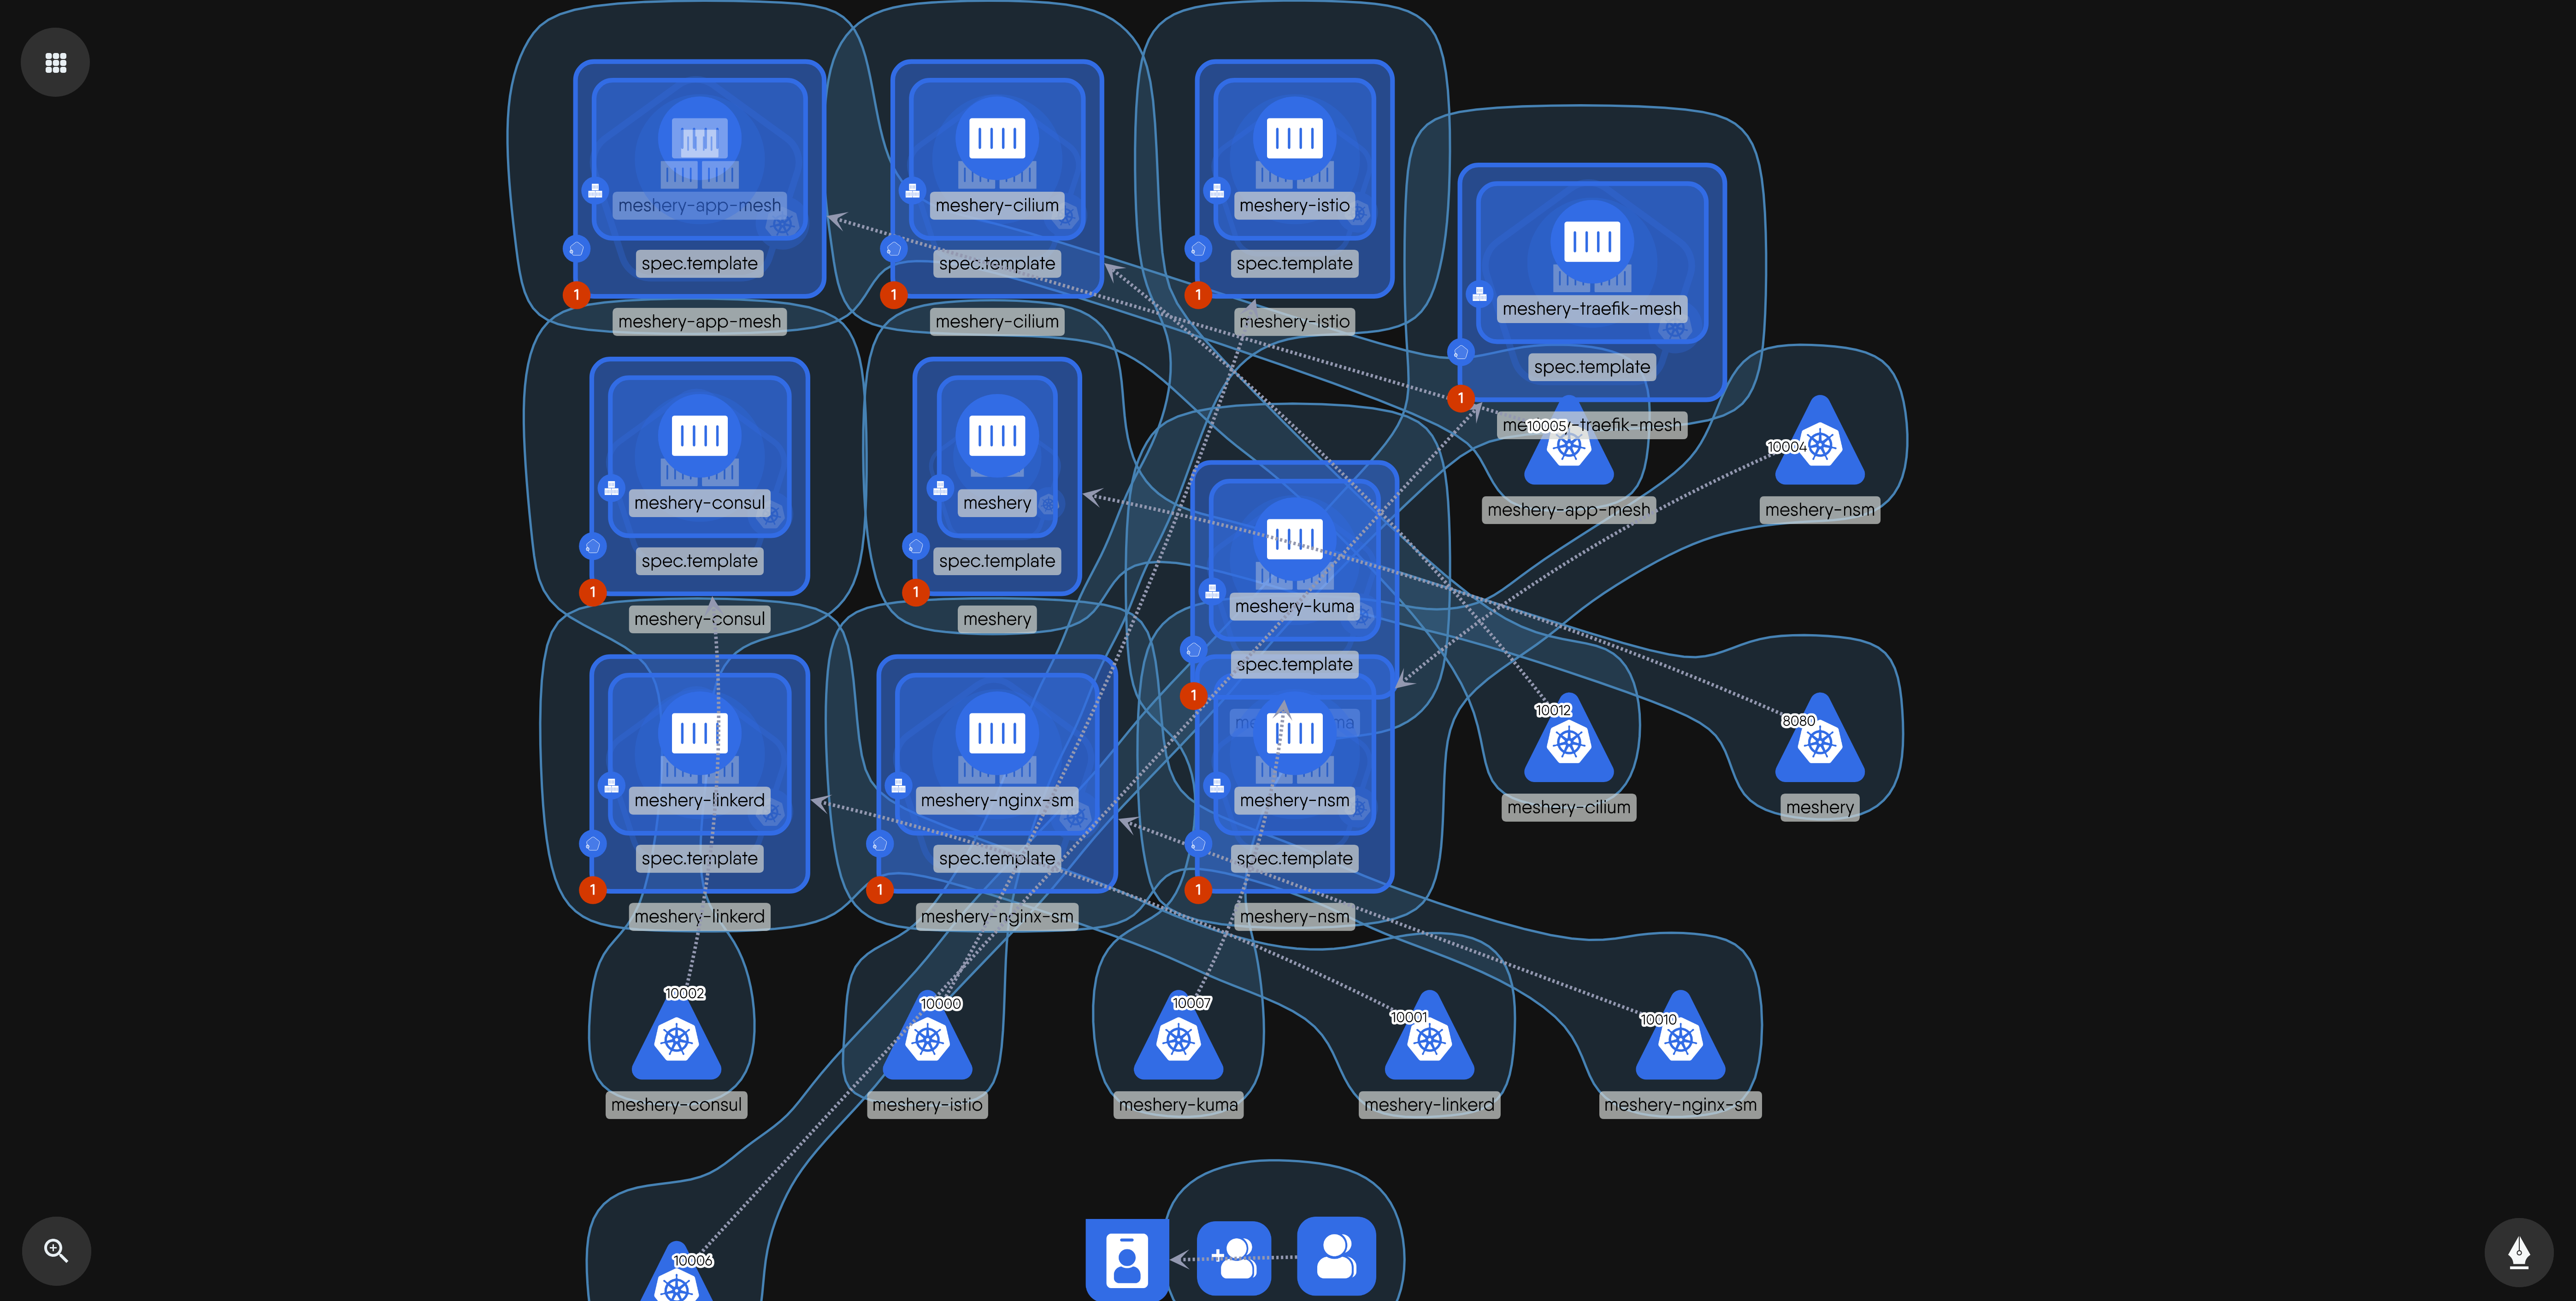 meshery-app-mesh
spec.template
1
meshery-app-mesh
meshery-cilium
spec.template
1
meshery-cilium
meshery-istio
spec.template
1
meshery-istio
meshery-traefik-mesh
spec.template
1
meshery-traefik-mesh
10005
meshery-app-mesh
10004
meshery-nsm
meshery-consul
spec.template
1
meshery-consul
meshery
spec.template
1
meshery
meshery-kuma
spec.template
1
meshery-kuma
10012
meshery-cilium
8080
meshery
meshery-linkerd
spec.template
1
meshery-linkerd
meshery-nginx-sm
spec.template
1
meshery-nginx-sm
meshery-nsm
spec.template
1
meshery-nsm
10002
meshery-consul
10000
meshery-istio
10007
meshery-kuma
10001
meshery-linkerd
10010
meshery-nginx-sm
10006